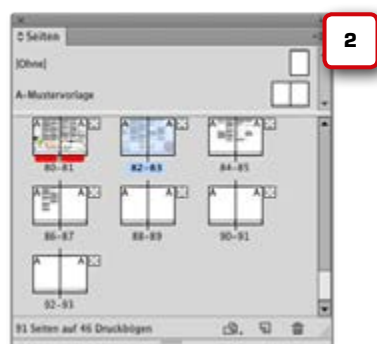 2
Seiten
[Ohne]
A-Mustervorlage
A A A A A A
80-81 82-83 84-85
A A A A A A
86-87 88-89 90-91
A A
92-93
91 Seiten auf 46 Druckbögen